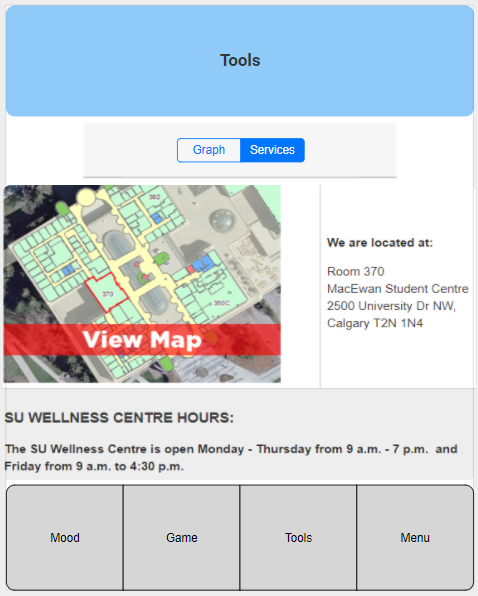 Tools
Graph
Services
392
370
350C
View Map
We are located at:
Room 370
MacEwan Student Centre
2500 University Dr NW,
Calgary T2N 1N4
SU WELLNESS CENTRE HOURS:
The SU Wellness Centre is open Monday - Thursday from 9 a.m. - 7 p.m. and
Friday from 9 a.m. to 4:30 p.m.
Mood
Game
Tools
Menu